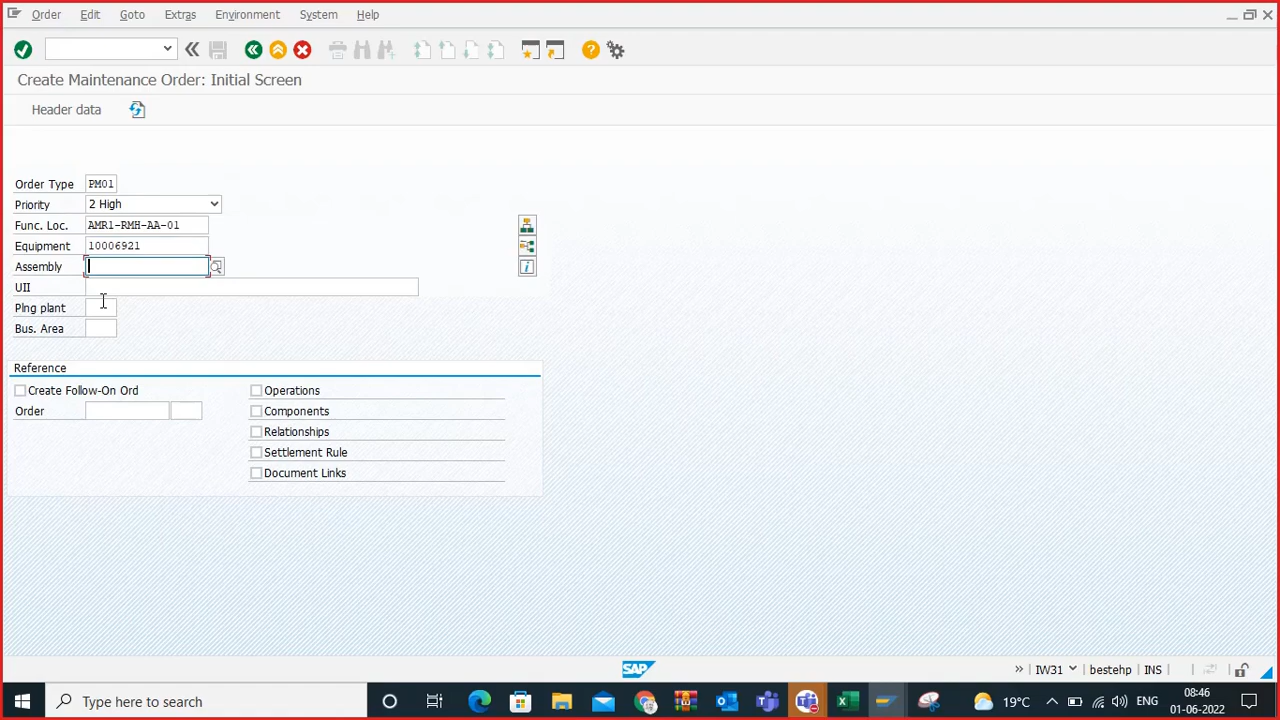 Order Edit Goto Extras Environment System Help
Create Maintenance Order: Initial Screen
Header data
Order Type PM01
Priority 2 High
Func. Loc. AMR1-RMH-AA-01
Equipment 10006921
Assembly
UII
Plng plant
Bus. Area
Reference
Create Follow-On Ord Operations
Order Components
Relationships
Settlement Rule
Document Links
SAP IW31 bestehp INS
Type here to search 19°C ENG 08:46
01-06-2022